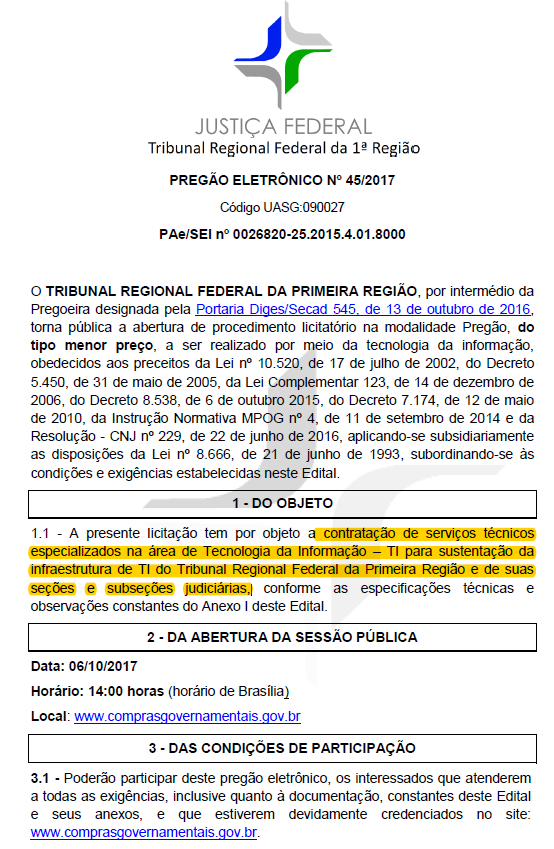 JUSTIÇA FEDERAL
Tribunal Regional Federal da 1ª Região
PREGÃO ELETRÔNICO Nº 45/2017
Código UASG:090027
PAe/SEI nº 0026820-25.2015.4.01.8000
O TRIBUNAL REGIONAL FEDERAL DA PRIMEIRA REGIÃO, por intermédio da
Pregoeira designada pela Portaria Diges/Secad 545, de 13 de outubro de 2016,
torna pública a abertura de procedimento licitatório na modalidade Pregão, do
tipo menor preço, a ser realizado por meio da tecnologia da informação,
obedecidos aos preceitos da Lei nº 10.520, de 17 de julho de 2002, do Decreto
5.450, de 31 de maio de 2005, da Lei Complementar 123, de 14 de dezembro de
2006, do Decreto 8.538, de 6 de outubro 2015, do Decreto 7.174, de 12 de maio
de 2010, da Instrução Normativa MPOG nº 4, de 11 de setembro de 2014 e da
Resolução - CNJ nº 229, de 22 de junho de 2016, aplicando-se subsidiariamente
as disposições da Lei nº 8.666, de 21 de junho de 1993, subordinando-se às
condições e exigências estabelecidas neste Edital.
1 - DO OBJETO
1.1 - A presente licitação tem por objeto a contratação de serviços técnicos
especializados na área de Tecnologia da Informação – TI para sustentação da
infraestrutura de TI do Tribunal Regional Federal da Primeira Região e de suas
seções e subseções judiciárias, conforme as especificações técnicas e
observações constantes do Anexo I deste Edital.
2 - DA ABERTURA DA SESSÃO PÚBLICA
Data: 06/10/2017
Horário: 14:00 horas (horário de Brasília)
Local: www.comprasgovernamentais.gov.br
3 - DAS CONDIÇÕES DE PARTICIPAÇÃO
3.1 - Poderão participar deste pregão eletrônico, os interessados que atenderem
a todas as exigências, inclusive quanto à documentação, constantes deste Edital
e seus anexos, e que estiverem devidamente credenciados no site:
www.comprasgovernamentais.gov.br.